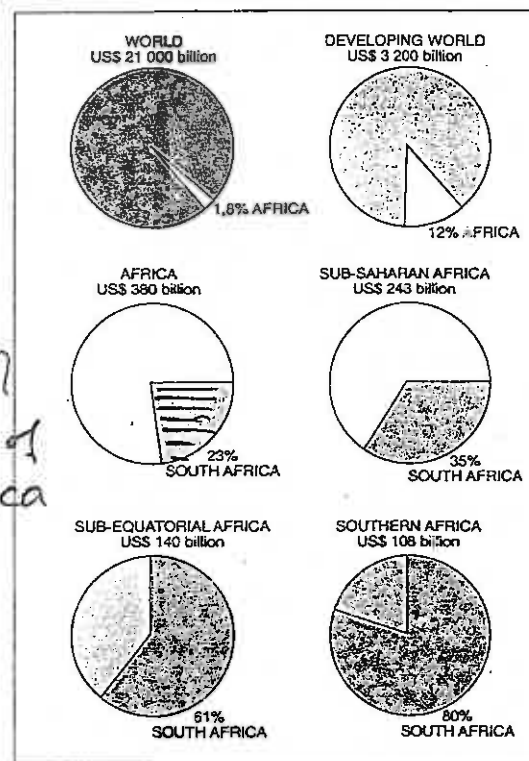 WORLD
US$ 21 000 billion
1,8% AFRICA
DEVELOPING WORLD
US$ 3 200 billion
12% AFRICA
AFRICA
US$ 380 billion
23%
SOUTH AFRICA
SUB-SAHARAN AFRICA
US$ 243 billion
35%
SOUTH AFRICA
SUB-EQUATORIAL AFRICA
US$ 140 billion
61%
SOUTH AFRICA
SOUTHERN AFRICA
US$ 108 billion
80%
SOUTH AFRICA